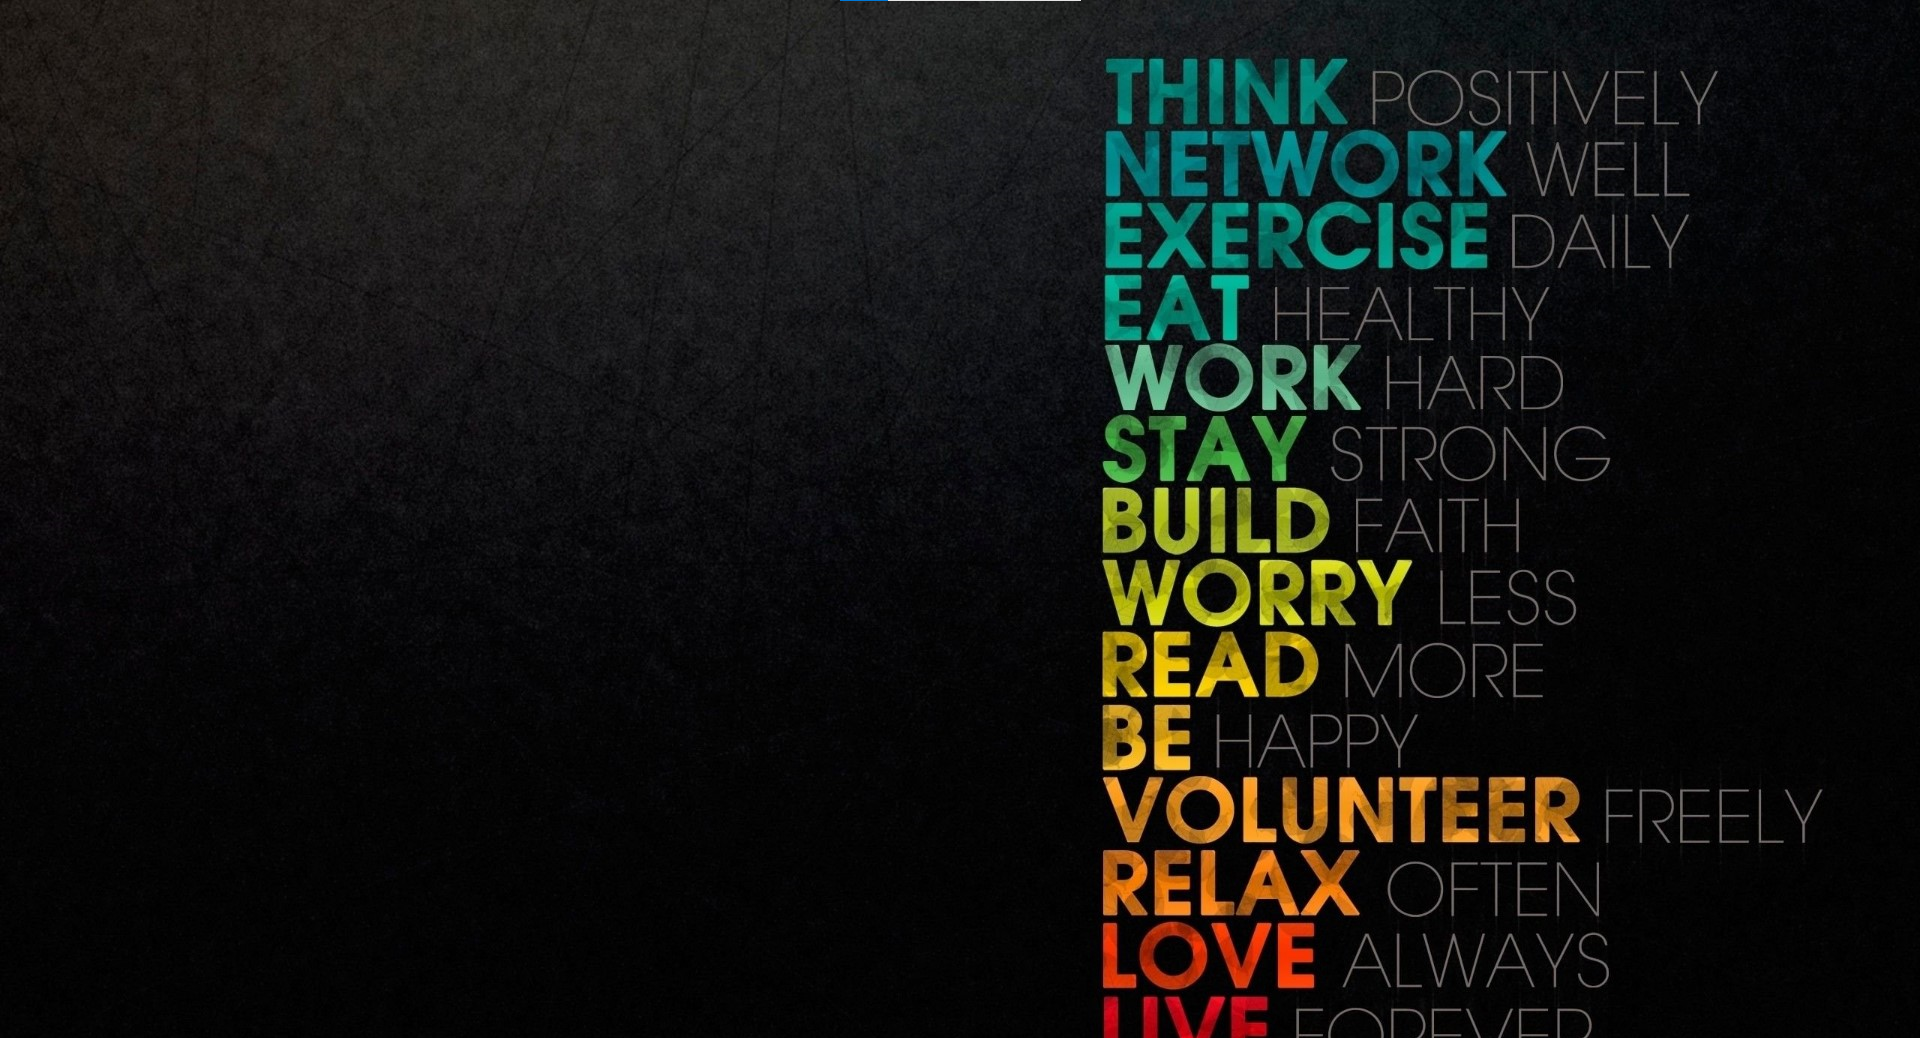 THINK POSITIVELY
NETWORK WELL
EXERCISE DAILY
EAT HEALTHY
WORK HARD
STAY STRONG
BUILD FAITH
WORRY LESS
READ MORE
BE HAPPY
VOLUNTEER FREELY
RELAX OFTEN
LOVE ALWAYS
LIVE FOREVER